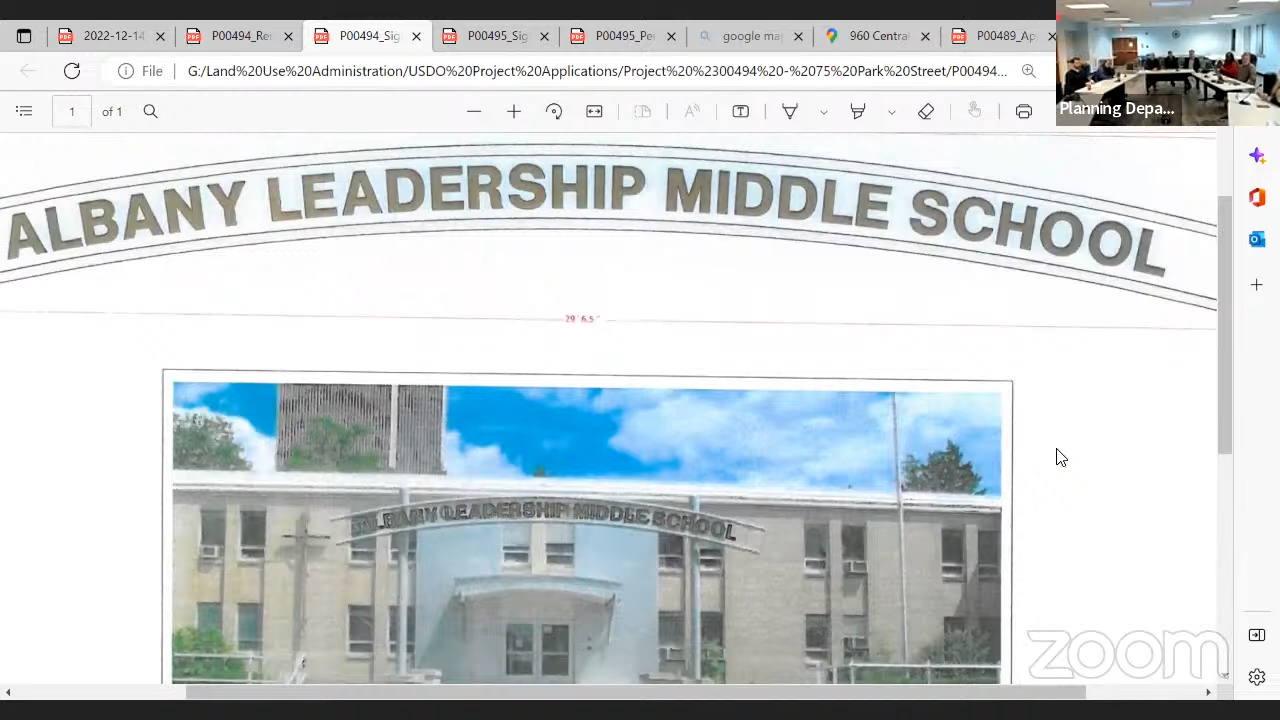 2022-12-14
P00494_Re
P00494_Sig
P00495_Sig
P00495_Pe
google ma
960 Central
P00489_Ap
File
G:/Land%20Use%20Administration/USDO%20Project%20Applications/Project%20%2300494%20-%2075%20Park%20Street/P00494...
Planning Depa...
1
of 1
ALBANY LEADERSHIP MIDDLE SCHOOL
29' 6.5"
ALBANY LEADERSHIP MIDDLE SCHOOL
zoom